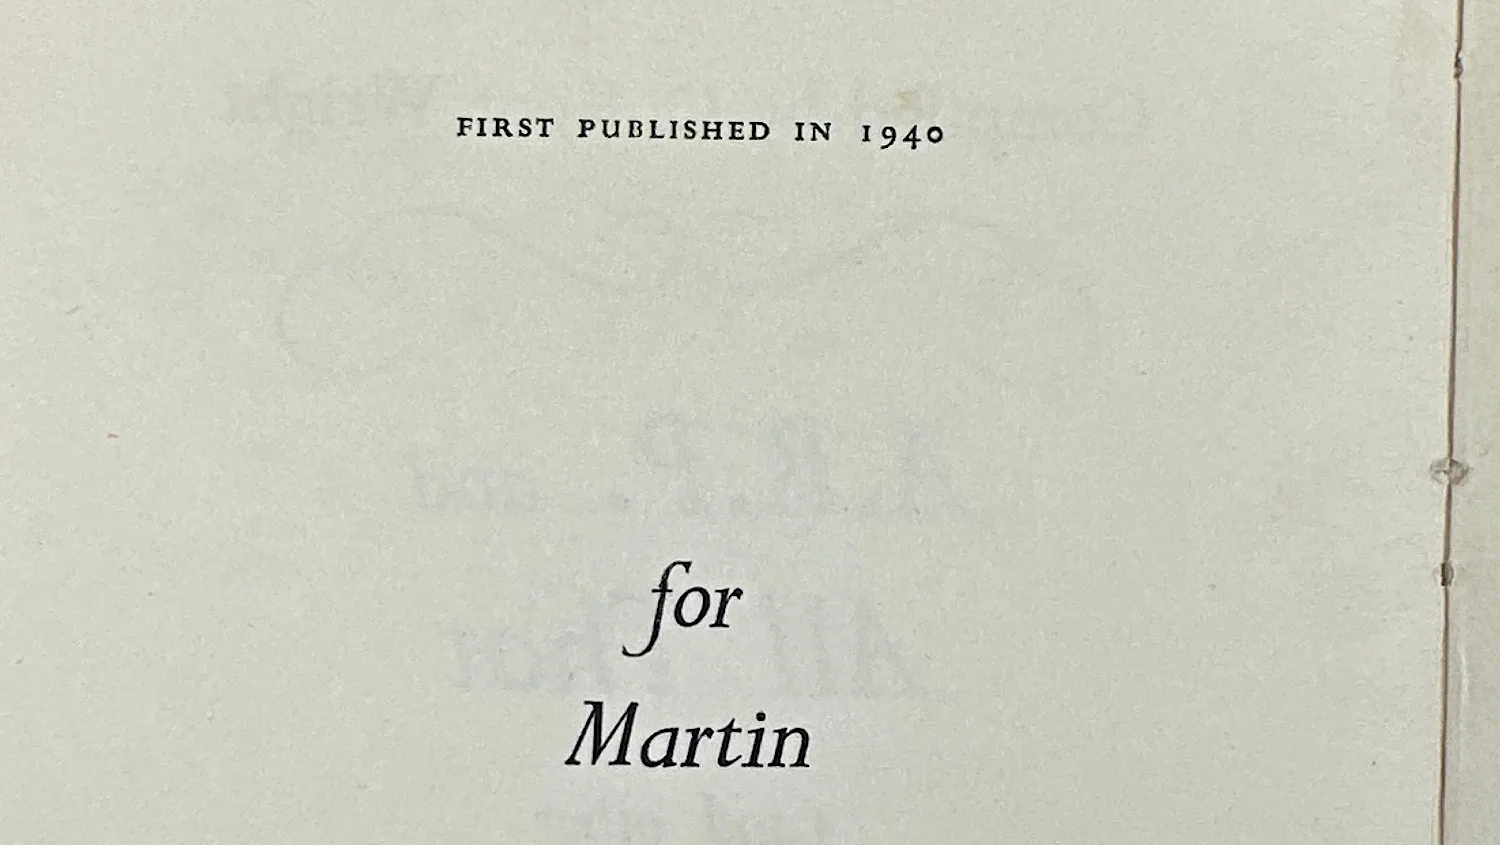 FIRST PUBLISHED IN 1940
for
Martin